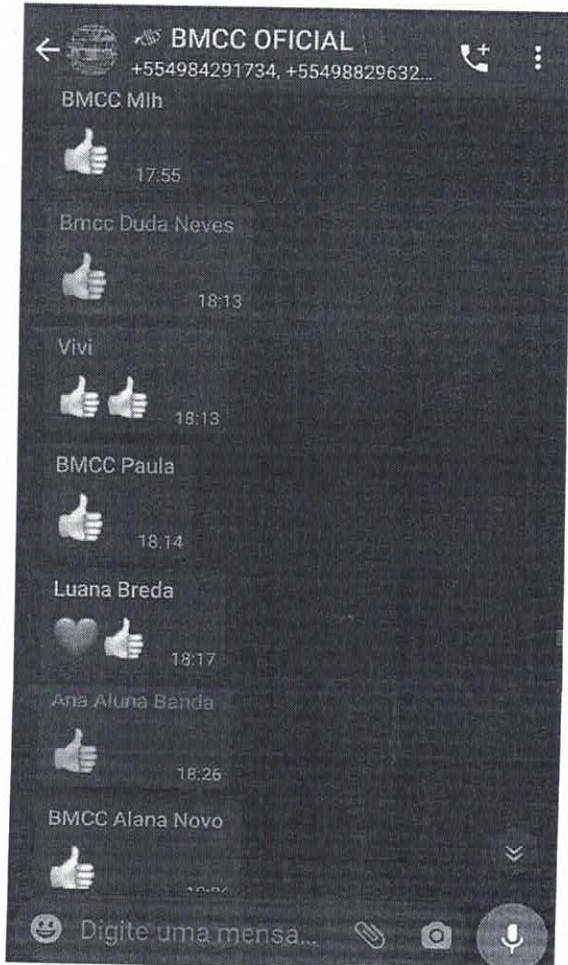 BMCC OFICIAL
+554984291734, +55498829632...
BMCC Mlh
👍 17:55
Bmcc Duda Neves
👍 18:13
Vivi
👍👍 18:13
BMCC Paula
👍 18:14
Luana Breda
❤👍 18:17
Ana Aluna Banda
👍 18:26
BMCC Alana Novo
👍
Digite uma mensa...